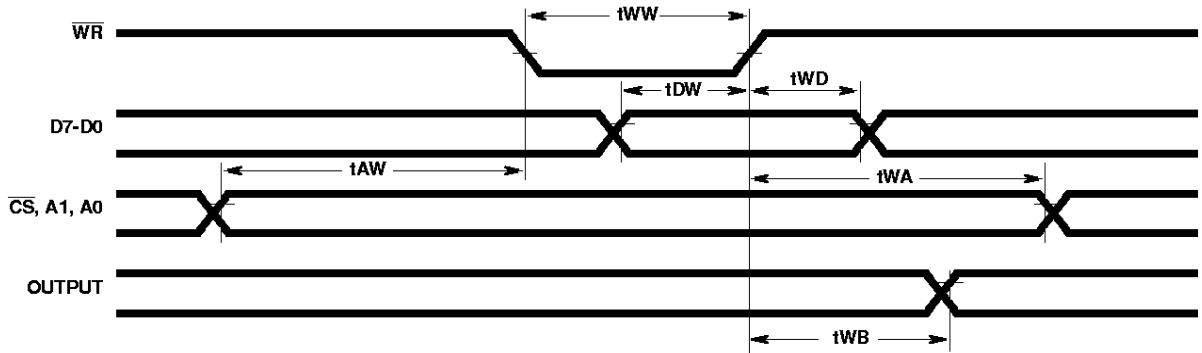 tWW
WR
tDW
tWD
D7-D0
tAW
tWA
CS, A1, A0
OUTPUT
tWB